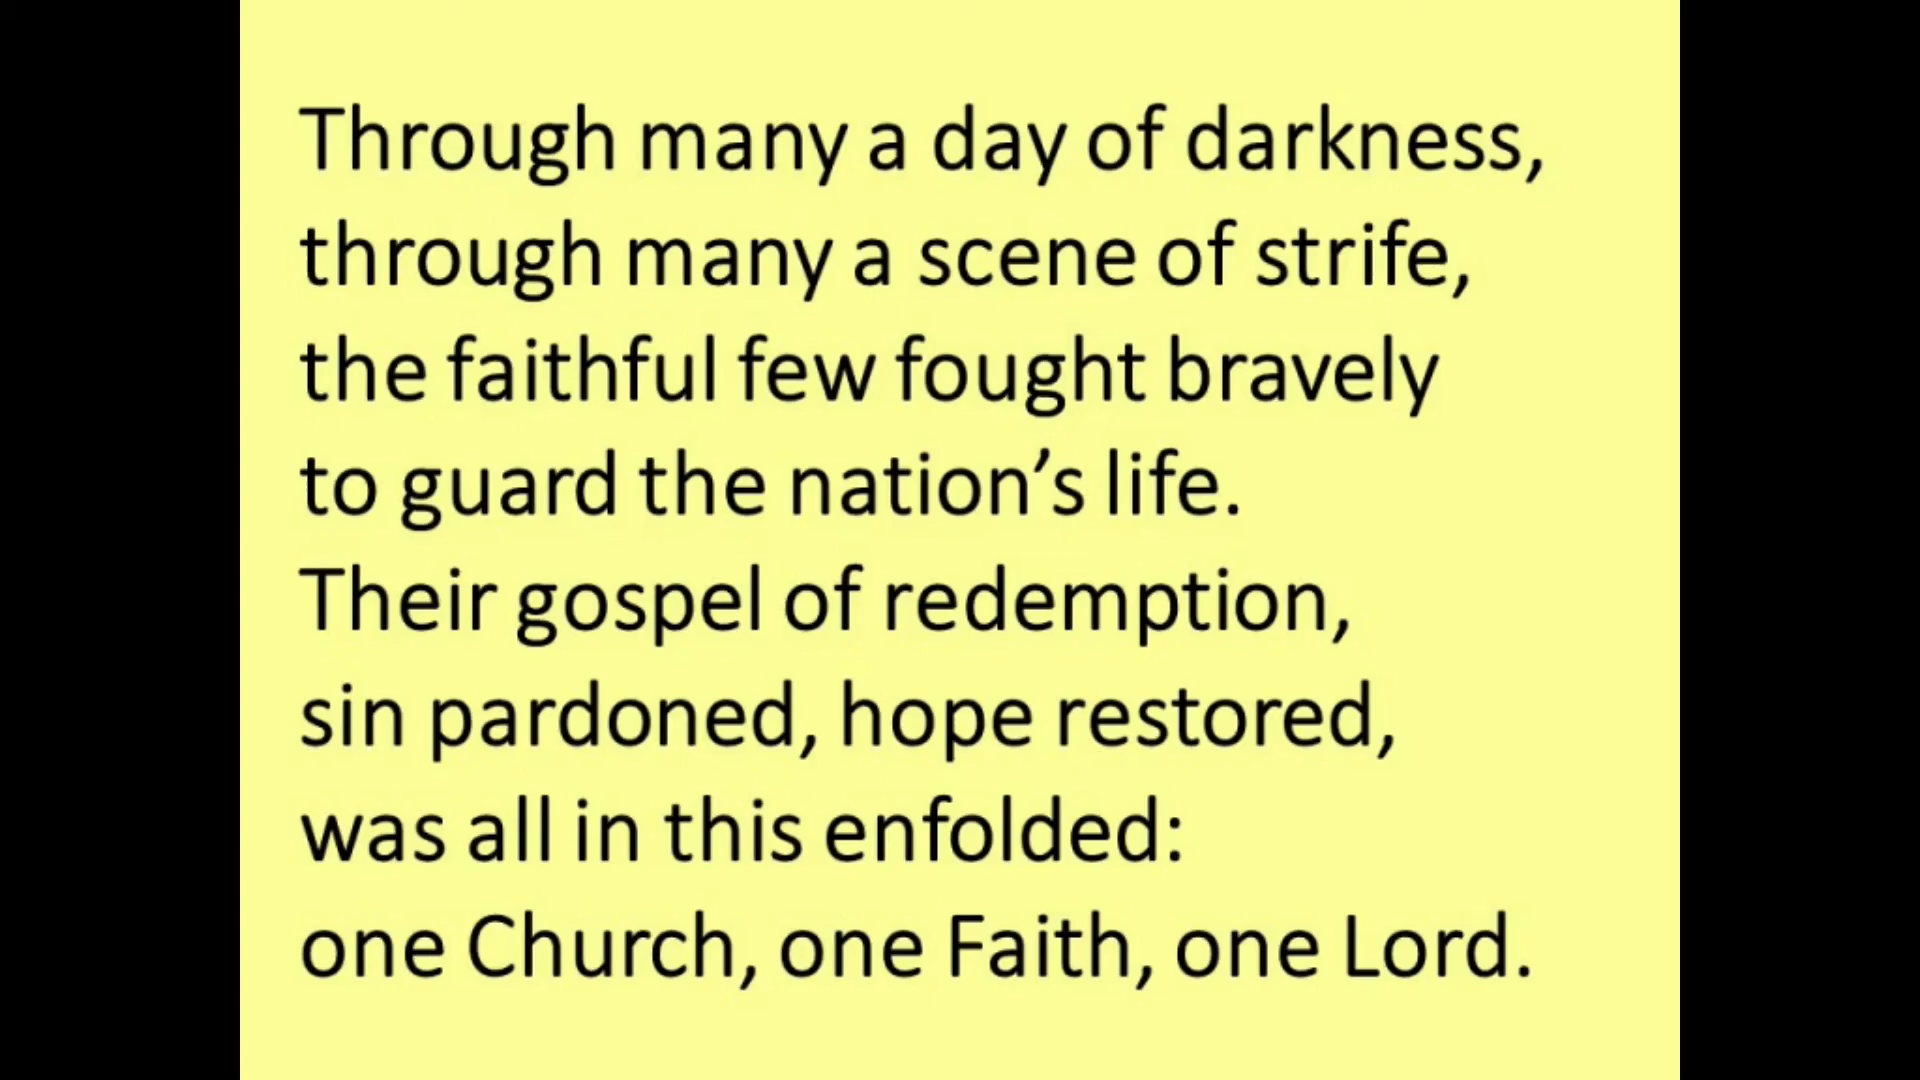 Through many a day of darkness,
through many a scene of strife,
the faithful few fought bravely
to guard the nation’s life.
Their gospel of redemption,
sin pardoned, hope restored,
was all in this enfolded:
one Church, one Faith, one Lord.